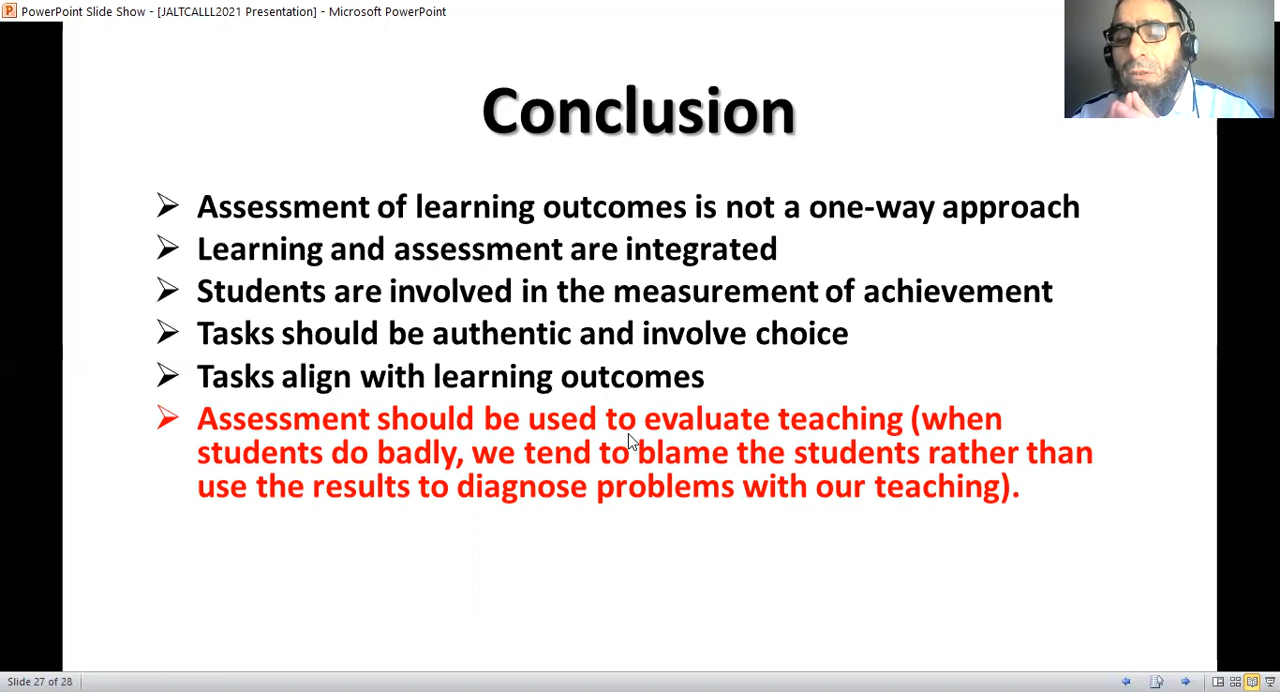 PowerPoint Slide Show - [JALTCALLL2021 Presentation] - Microsoft PowerPoint
Conclusion
Assessment of learning outcomes is not a one-way approach
Learning and assessment are integrated
Students are involved in the measurement of achievement
Tasks should be authentic and involve choice
Tasks align with learning outcomes
Assessment should be used to evaluate teaching (when
students do badly, we tend to blame the students rather than
use the results to diagnose problems with our teaching).
Slide 27 of 28